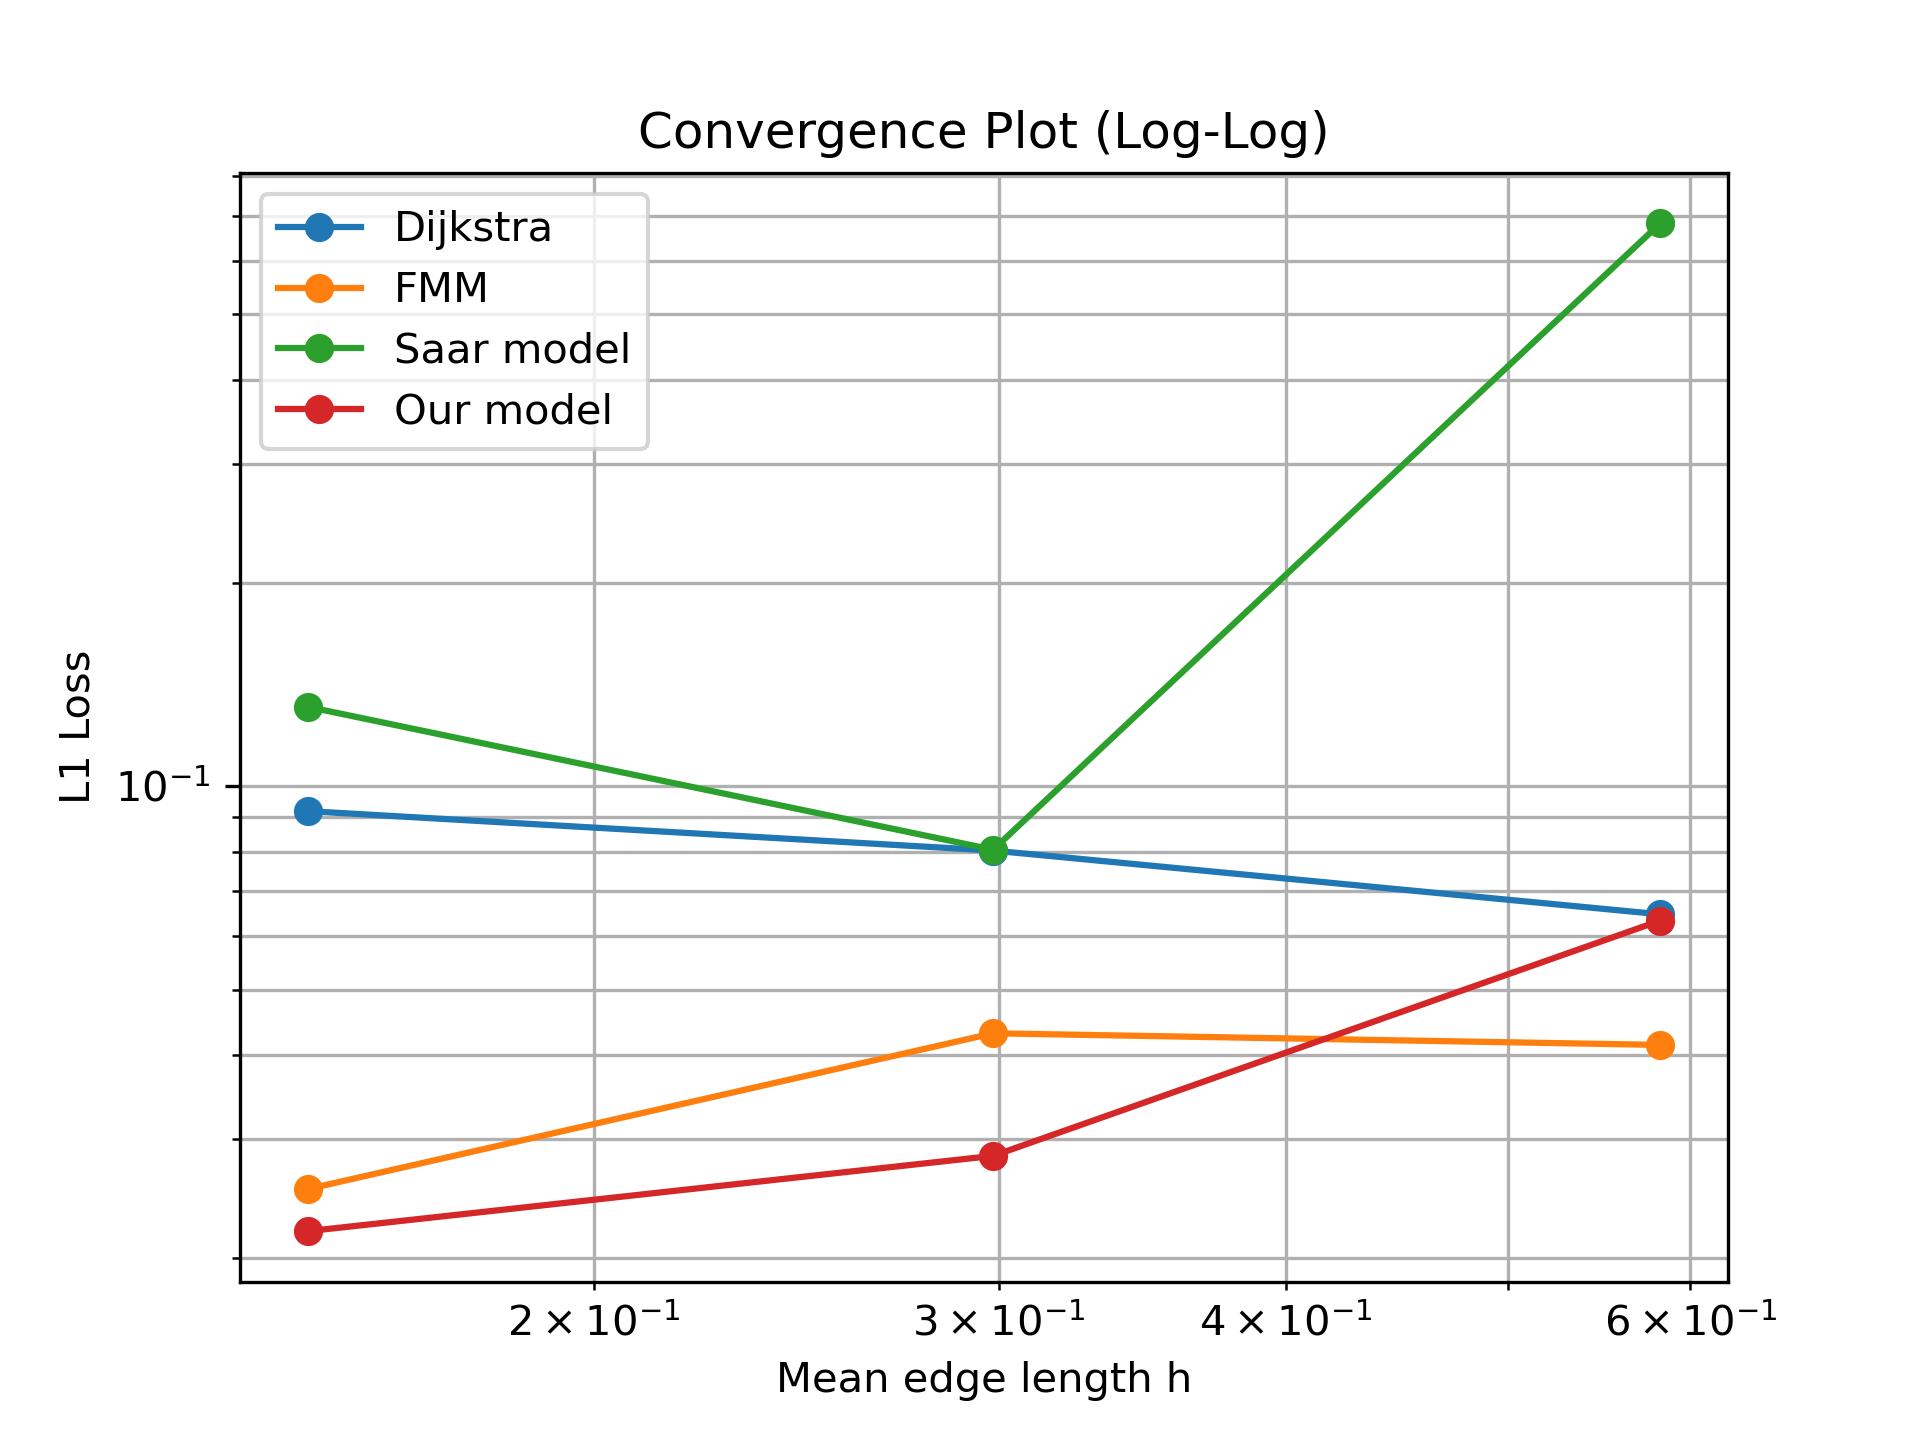 Convergence Plot (Log-Log)
Dijkstra
FMM
Saar model
Our model
L1 Loss
10⁻¹
2 × 10⁻¹ 3 × 10⁻¹ 4 × 10⁻¹ 6 × 10⁻¹
Mean edge length h